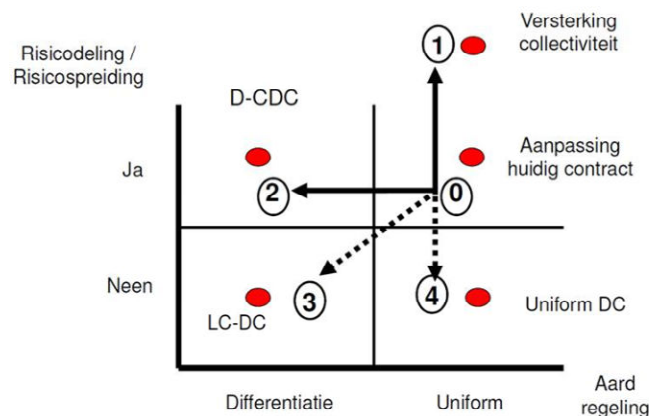 Versterking
collectiviteit
1
Risicodeling /
Risicospreiding
D-CDC
Ja
Aanpassing
huidig contract
2
0
Neen
3
4
LC-DC
Uniform DC
Differentiatie
Uniform
Aard
regeling